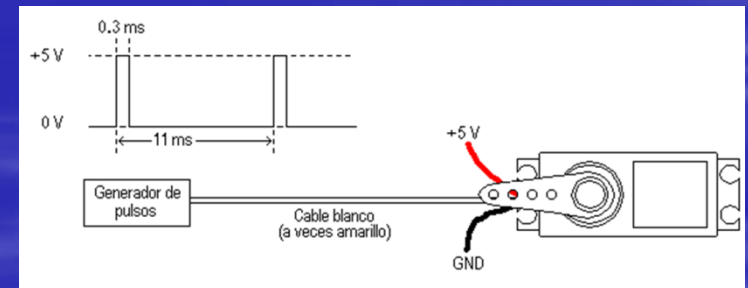 0.3 ms
+5 V
0 V
11 ms
+5 V
Generador de
pulsos
Cable blanco
(a veces amarillo)
GND